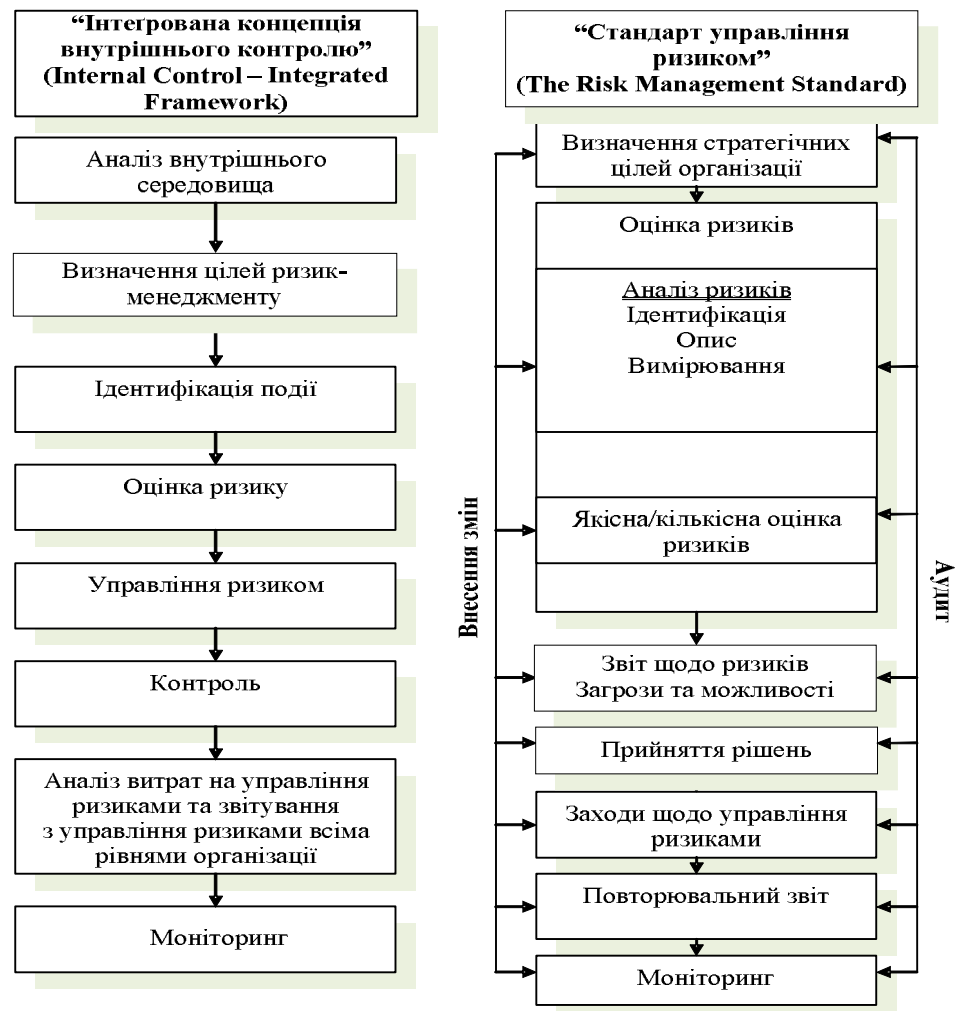 “Інтегрована концепція
внутрішнього контролю”
(Internal Control – Integrated
Framework)
Аналіз внутрішнього
середовища
Визначення цілей ризик-
менеджменту
Ідентифікація події
Оцінка ризику
Управління ризиком
Контроль
Аналіз витрат на управління
ризиками та звітування
з управління ризиками всіма
рівнями організації
Моніторинг
“Стандарт управління
ризиком”
(The Risk Management Standard)
Визначення стратегічних
цілей організації
Оцінка ризиків
Аналіз ризиків
Ідентифікація
Опис
Вимірювання
Якісна/кількісна оцінка
ризиків
Звіт щодо ризиків
Загрози та можливості
Прийняття рішень
Заходи щодо управління
ризиками
Повторювальний звіт
Моніторинг
Внесення змін
Аудит